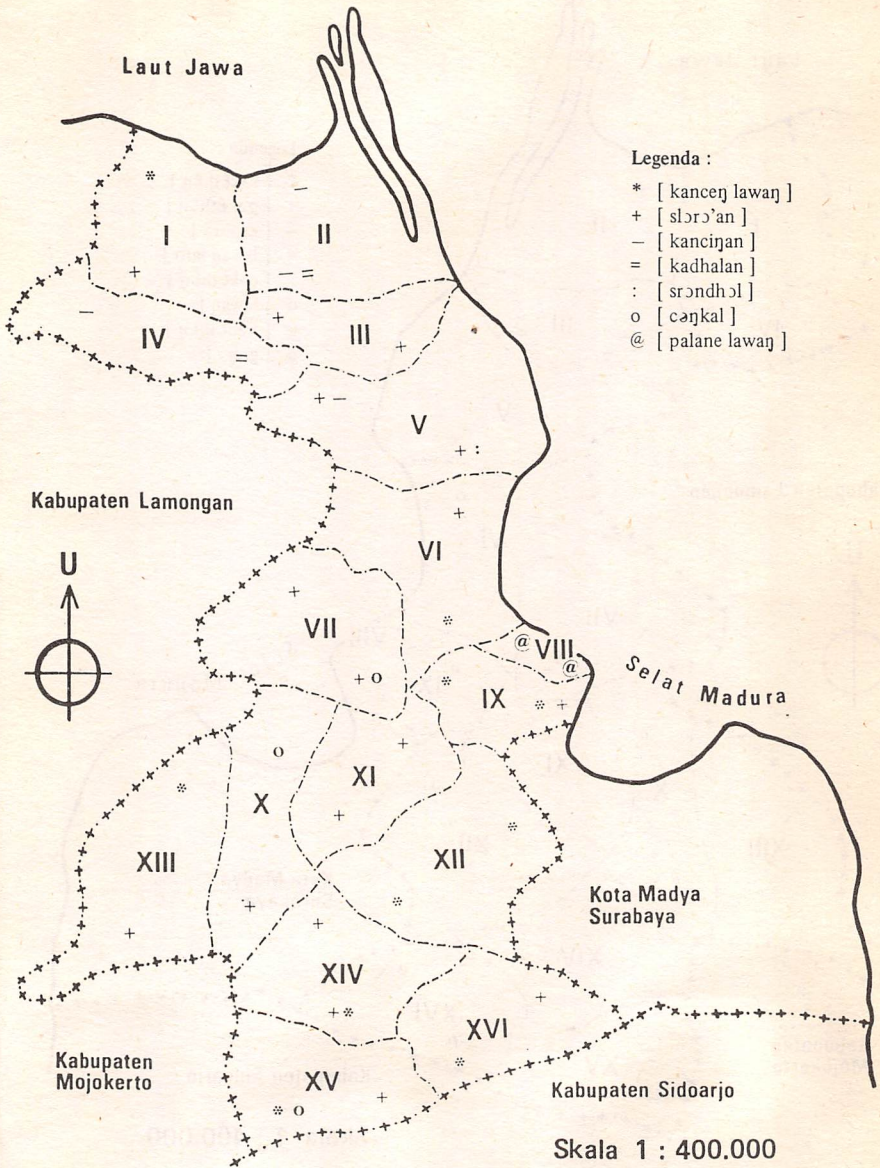 Laut Jawa
Legenda :
* [ kanceŋ lawaŋ ]
+ [ slɔrɔ'an ]
– [ kanciŋan ]
= [ kadhalan ]
: [ srɔndhɔl ]
o [ cəŋkal ]
@ [ palane lawaŋ ]
*
I
+
–
II
– =
–
IV
=
+
III
+
+ –
V
+ :
Kabupaten Lamongan
U
+
VI
*
+
VII
+ o
@ VIII
@
Selat Madura
*
IX
* +
o
X
+
+
XI
+
*
XIII
+
*
XII
*
Kota Madya
Surabaya
+
XIV
+ *
+
XVI
*
Kabupaten
Mojokerto
XV
+
* o
Kabupaten Sidoarjo
Skala 1 : 400.000